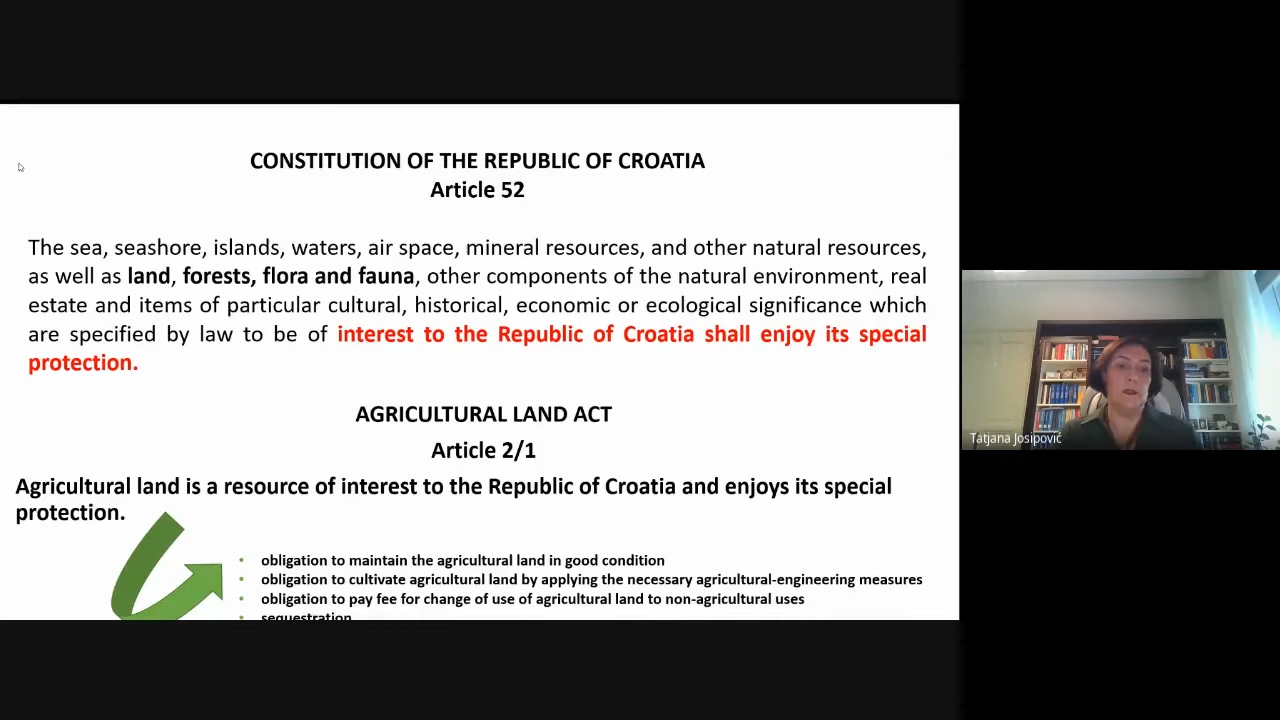 CONSTITUTION OF THE REPUBLIC OF CROATIA
Article 52
The sea, seashore, islands, waters, air space, mineral resources, and other natural resources,
as well as land, forests, flora and fauna, other components of the natural environment, real
estate and items of particular cultural, historical, economic or ecological significance which
are specified by law to be of interest to the Republic of Croatia shall enjoy its special
protection.
AGRICULTURAL LAND ACT
Article 2/1
Agricultural land is a resource of interest to the Republic of Croatia and enjoys its special
protection.
• obligation to maintain the agricultural land in good condition
• obligation to cultivate agricultural land by applying the necessary agricultural-engineering measures
• obligation to pay fee for change of use of agricultural land to non-agricultural uses
• sequestration
Tatjana Josipović